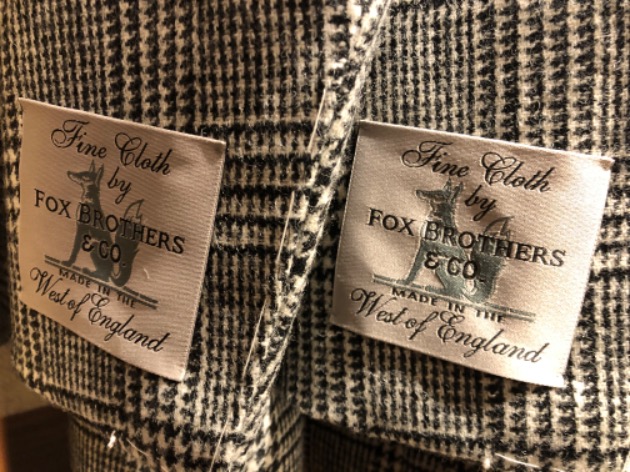 Fine Cloth
by
FOX BROTHERS
& CO.
MADE IN THE
West of England
Fine Cloth
by
FOX BROTHERS
& CO.
MADE IN THE
West of England